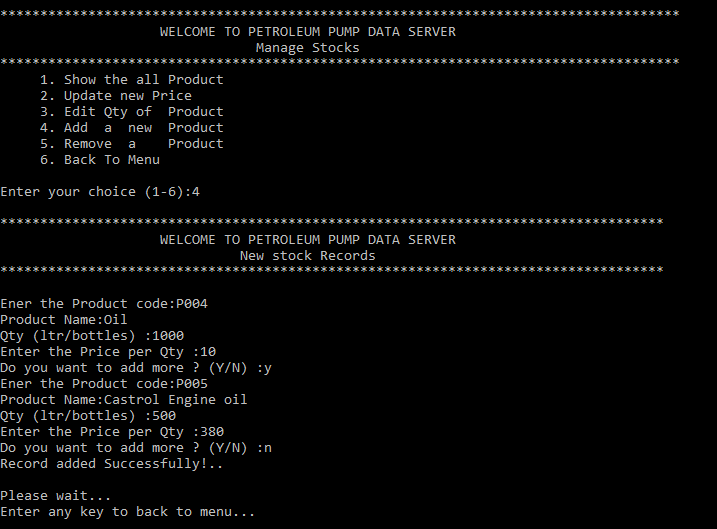 *************************************************************************************
WELCOME TO PETROLEUM PUMP DATA SERVER
Manage Stocks
*************************************************************************************
1. Show the all Product
2. Update new Price
3. Edit Qty of  Product
4. Add  a  new  Product
5. Remove  a    Product
6. Back To Menu
Enter your choice (1-6):4
***********************************************************************************
WELCOME TO PETROLEUM PUMP DATA SERVER
New stock Records
***********************************************************************************
Ener the Product code:P004
Product Name:Oil
Qty (ltr/bottles) :1000
Enter the Price per Qty :10
Do you want to add more ? (Y/N) :y
Ener the Product code:P005
Product Name:Castrol Engine oil
Qty (ltr/bottles) :500
Enter the Price per Qty :380
Do you want to add more ? (Y/N) :n
Record added Successfully!..
Please wait...
Enter any key to back to menu...